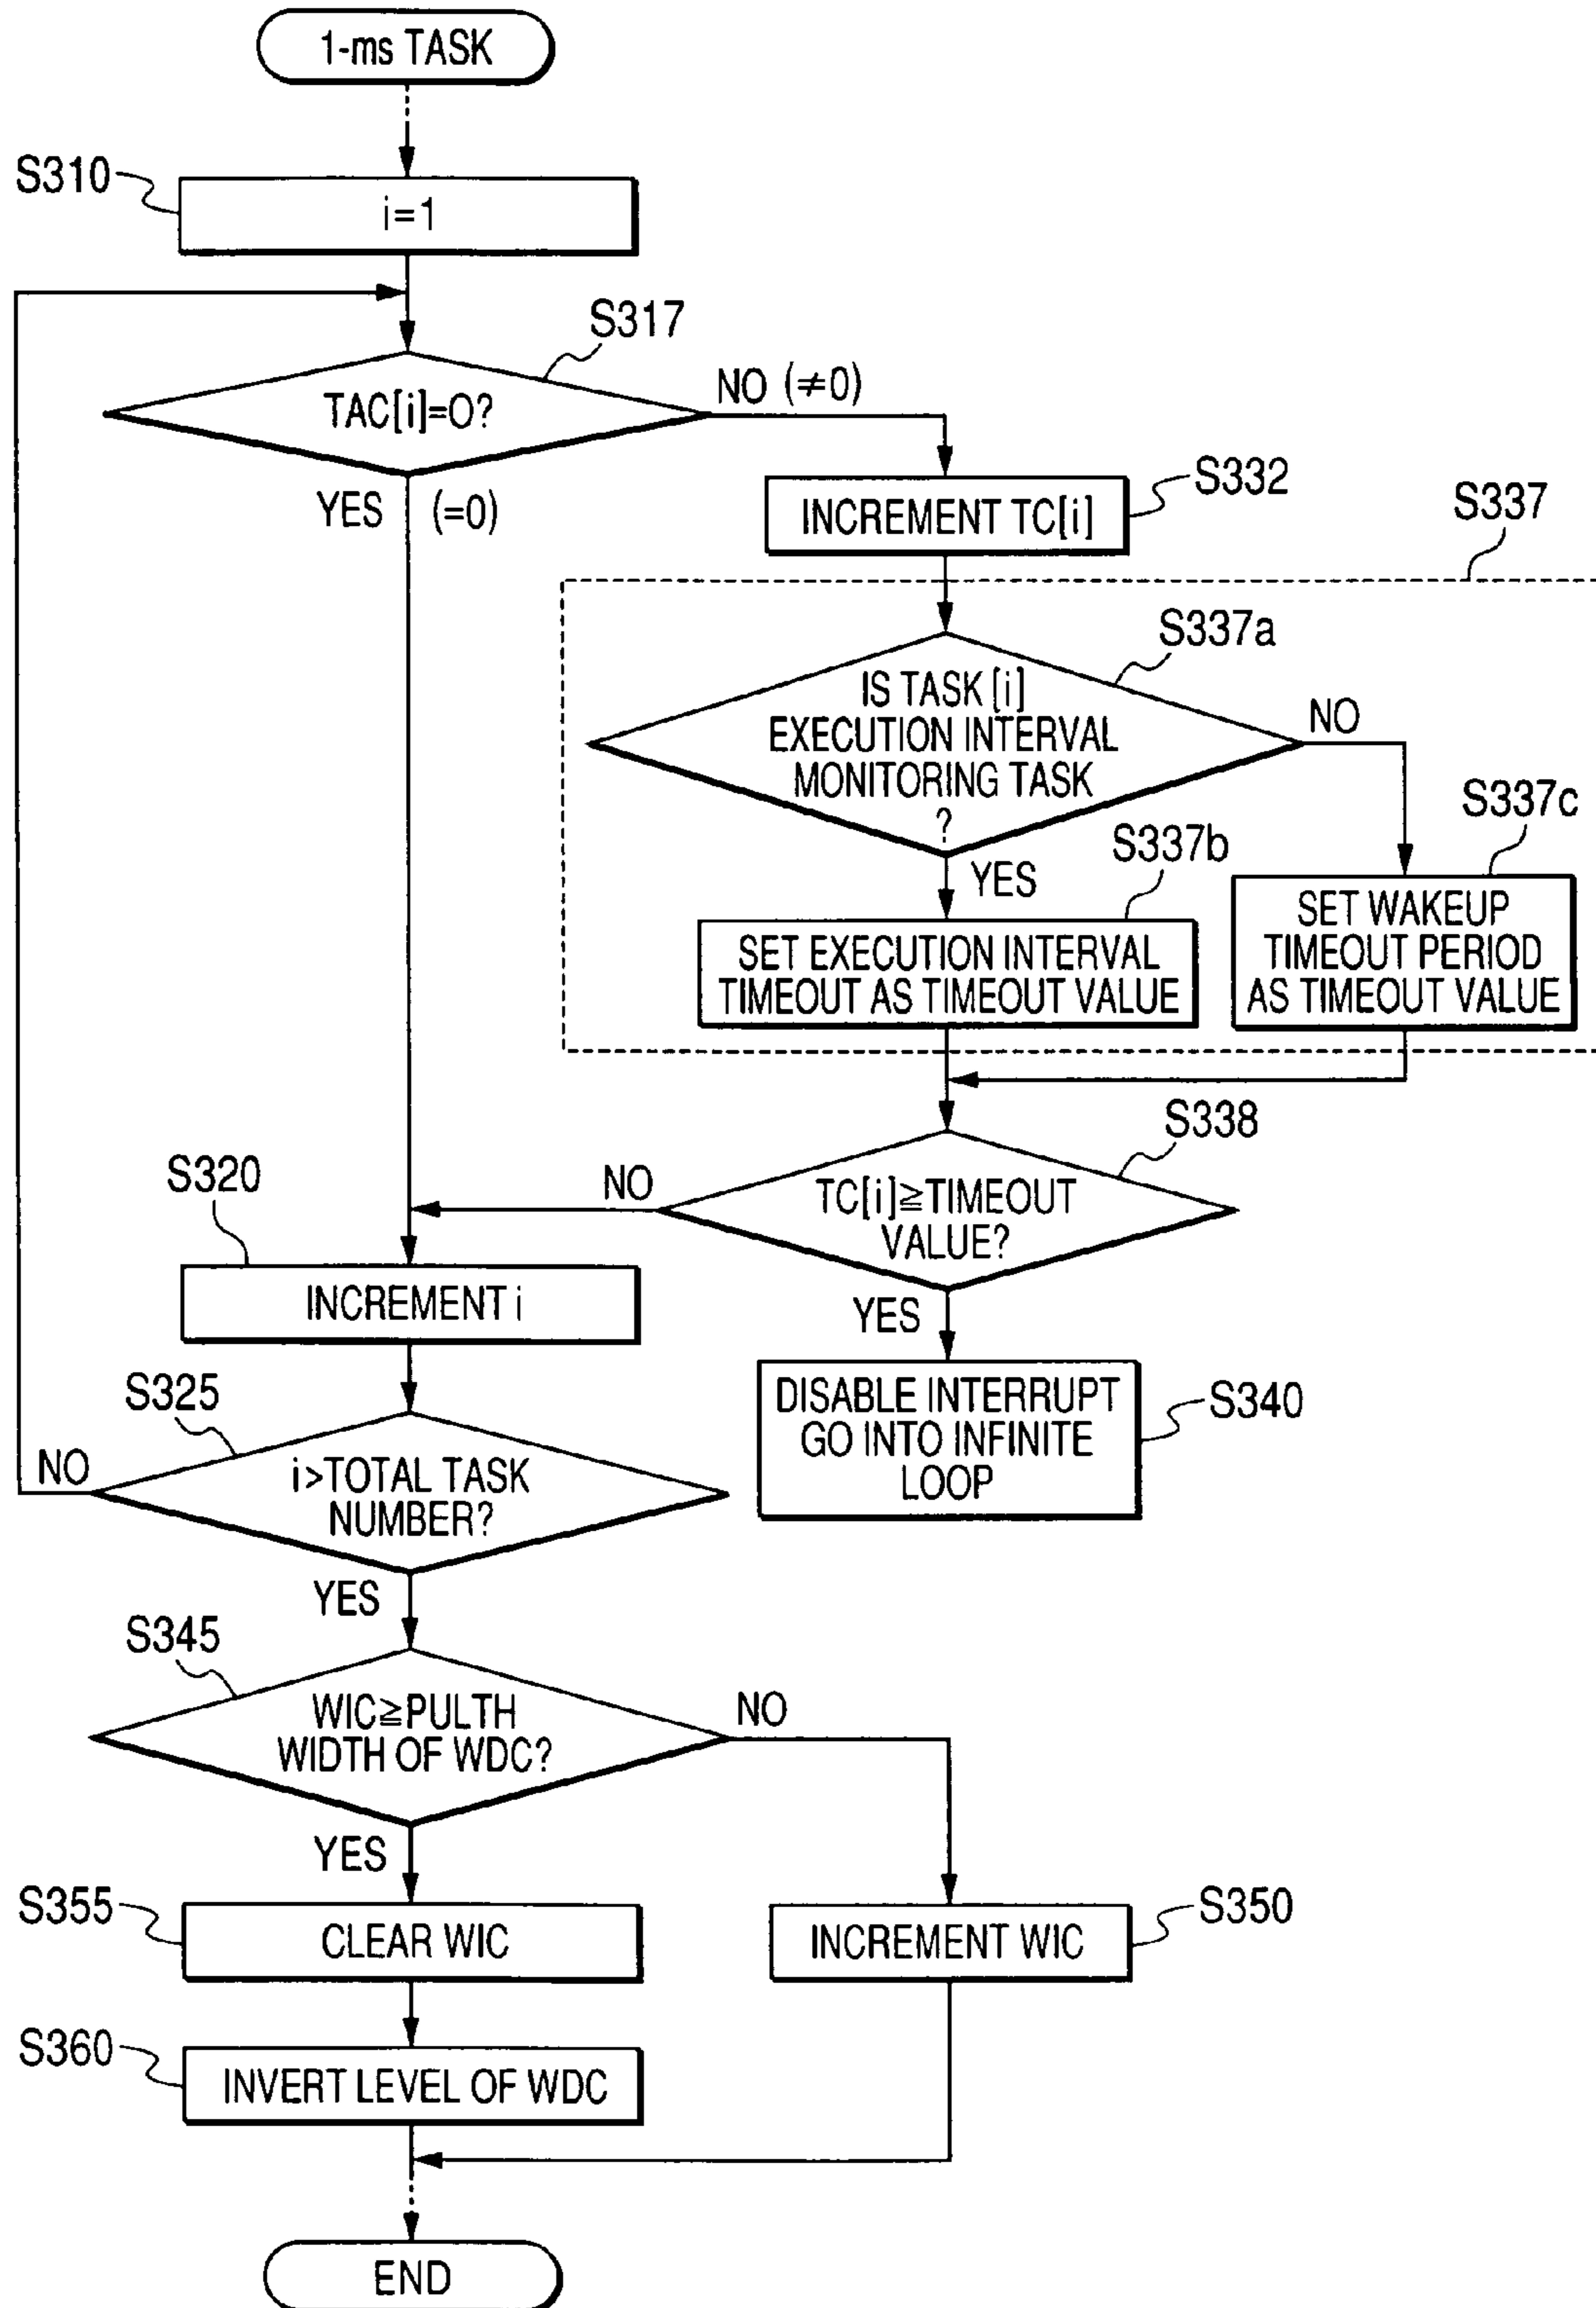 1-ms TASK
S310
i=1
S317
TAC[i]=O?
NO (≠0)
YES (=0)
INCREMENT TC[i]
S332
S337
S337a
IS TASK [i]
EXECUTION INTERVAL
MONITORING TASK
?
NO
YES
S337b
S337c
SET EXECUTION INTERVAL
TIMEOUT AS TIMEOUT VALUE
SET WAKEUP
TIMEOUT PERIOD
AS TIMEOUT VALUE
S338
TC[i]≧TIMEOUT
VALUE?
NO
YES
S320
INCREMENT i
DISABLE INTERRUPT
GO INTO INFINITE
LOOP
S340
S325
i>TOTAL TASK
NUMBER?
NO
YES
S345
WIC≧PULTH
WIDTH OF WDC?
NO
YES
S355
CLEAR WIC
INCREMENT WIC
S350
S360
INVERT LEVEL OF WDC
END